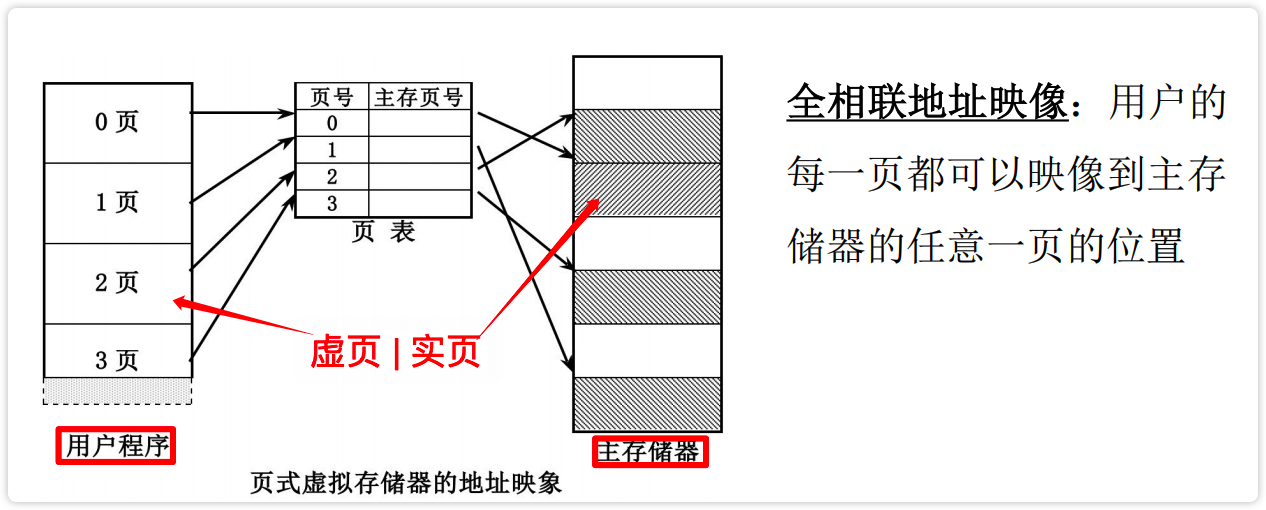 0 页
1 页
2 页
3 页
用户程序
页号 主存页号
0
1
2
3
页 表
虚页 | 实页
主存储器
页式虚拟存储器的地址映象
全相联地址映像：用户的
每一页都可以映像到主存
储器的任意一页的位置